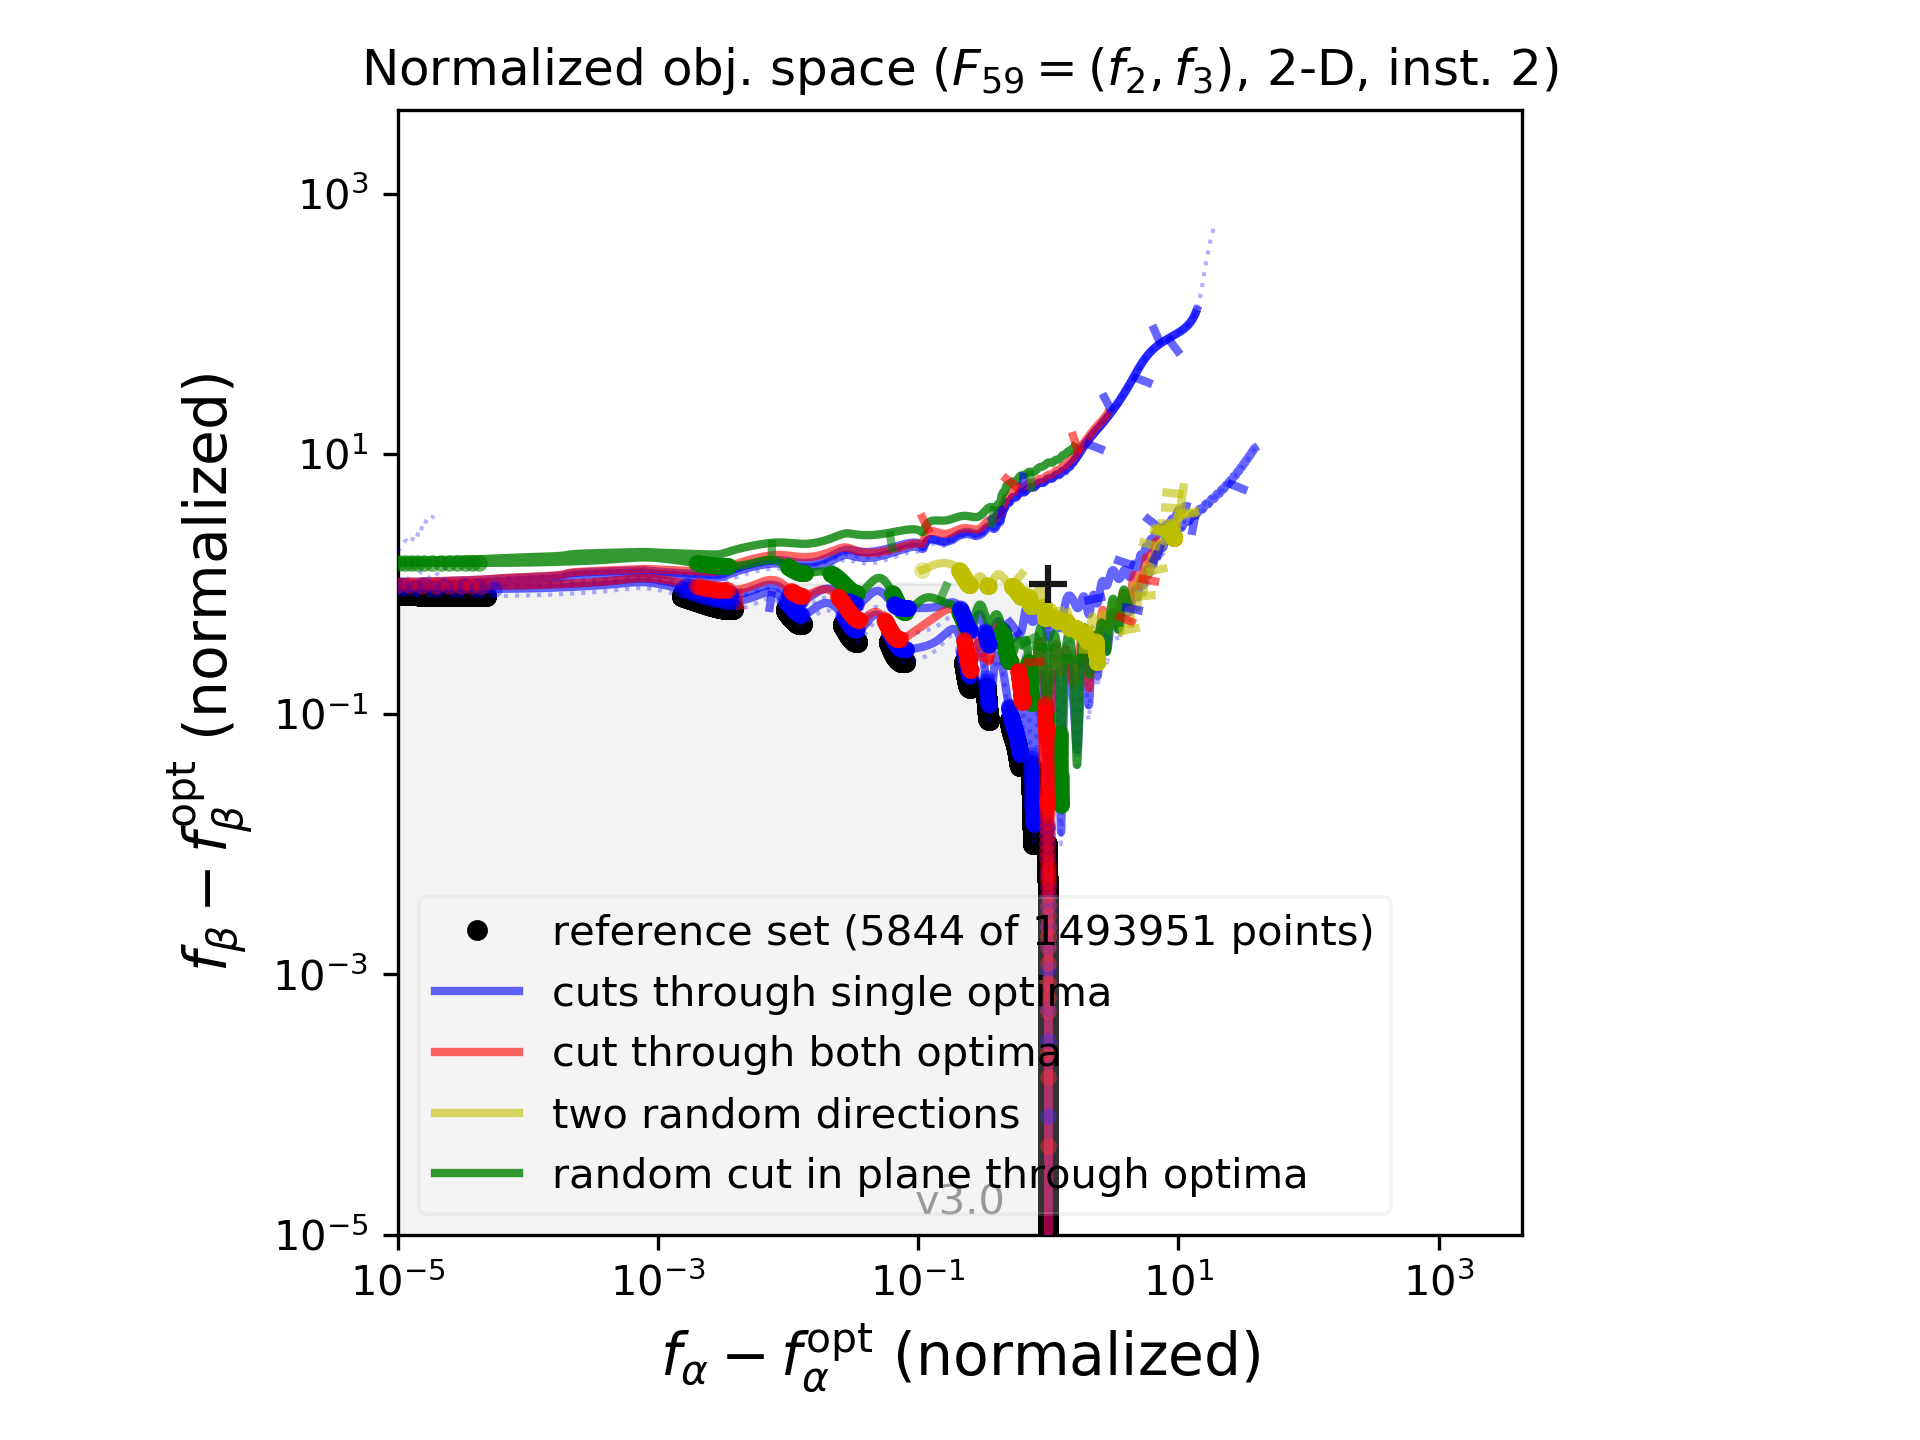 Normalized obj. space (F₅₉ = (f₂, f₃), 2-D, inst. 2)
10³
10¹
10⁻¹
10⁻³
10⁻⁵
f_β − f_β^opt (normalized)
reference set (5844 of 1493951 points)
cuts through single optima
cut through both optima
two random directions
random cut in plane through optima
v3.0
10⁻⁵ 10⁻³ 10⁻¹ 10¹ 10³
f_α − f_α^opt (normalized)